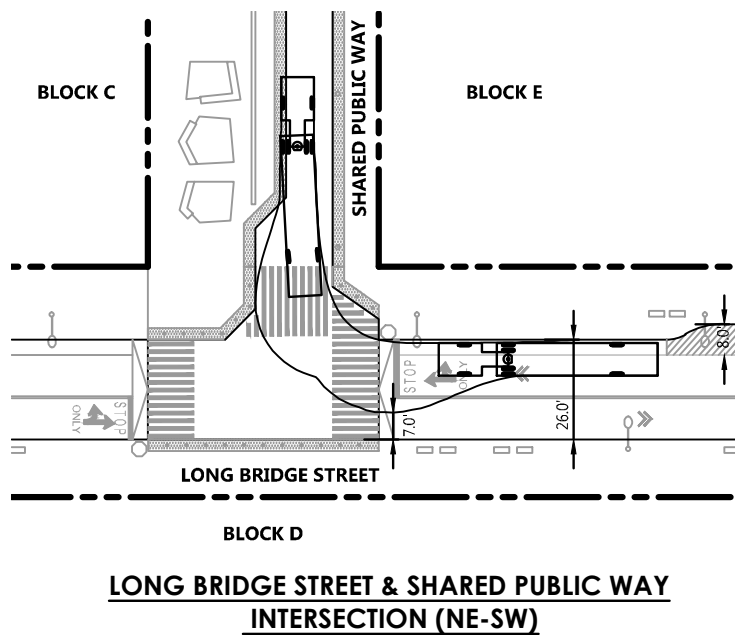 BLOCK C
SHARED PUBLIC WAY
BLOCK E
8.0'
STOP
ONLY
26.0'
7.0'
ONLY
STOP
LONG BRIDGE STREET
BLOCK D
LONG BRIDGE STREET & SHARED PUBLIC WAY
INTERSECTION (NE-SW)